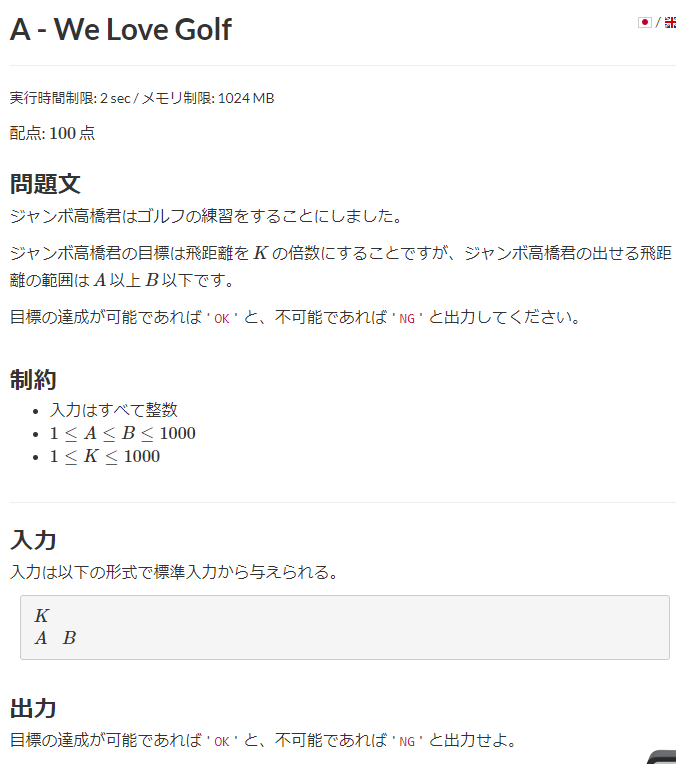 A - We Love Golf
/
実行時間制限: 2 sec / メモリ制限: 1024 MB
配点: 100 点
問題文
ジャンボ高橋君はゴルフの練習をすることにしました。
ジャンボ高橋君の目標は飛距離を K の倍数にすることですが、ジャンボ高橋君の出せる飛距
離の範囲は A 以上 B 以下です。
目標の達成が可能であれば ' OK ' と、不可能であれば ' NG ' と出力してください。
制約
• 入力はすべて整数
• 1 ≤ A ≤ B ≤ 1000
• 1 ≤ K ≤ 1000
入力
入力は以下の形式で標準入力から与えられる。
K
A B
出力
目標の達成が可能であれば ' OK ' と、不可能であれば ' NG ' と出力せよ。